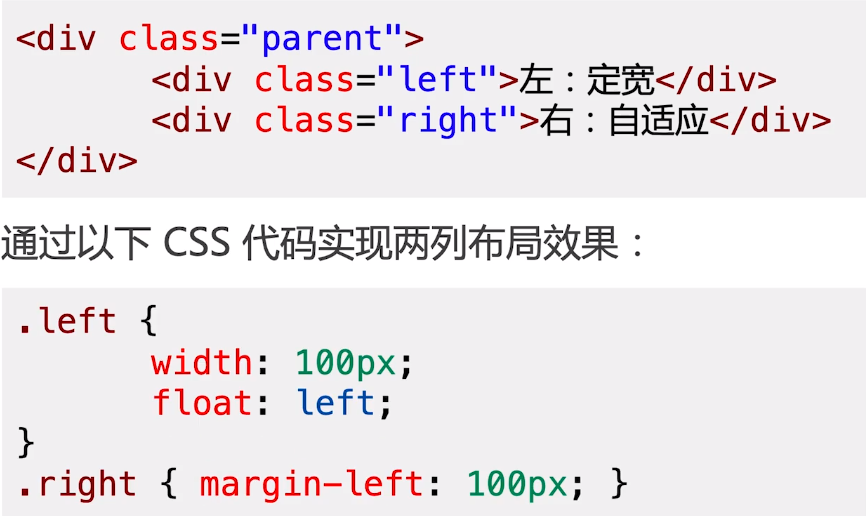 <div class="parent">
<div class="left">左：定宽</div>
<div class="right">右：自适应</div>
</div>
通过以下 CSS 代码实现两列布局效果：
.left {
width: 100px;
float: left;
}
.right { margin-left: 100px; }